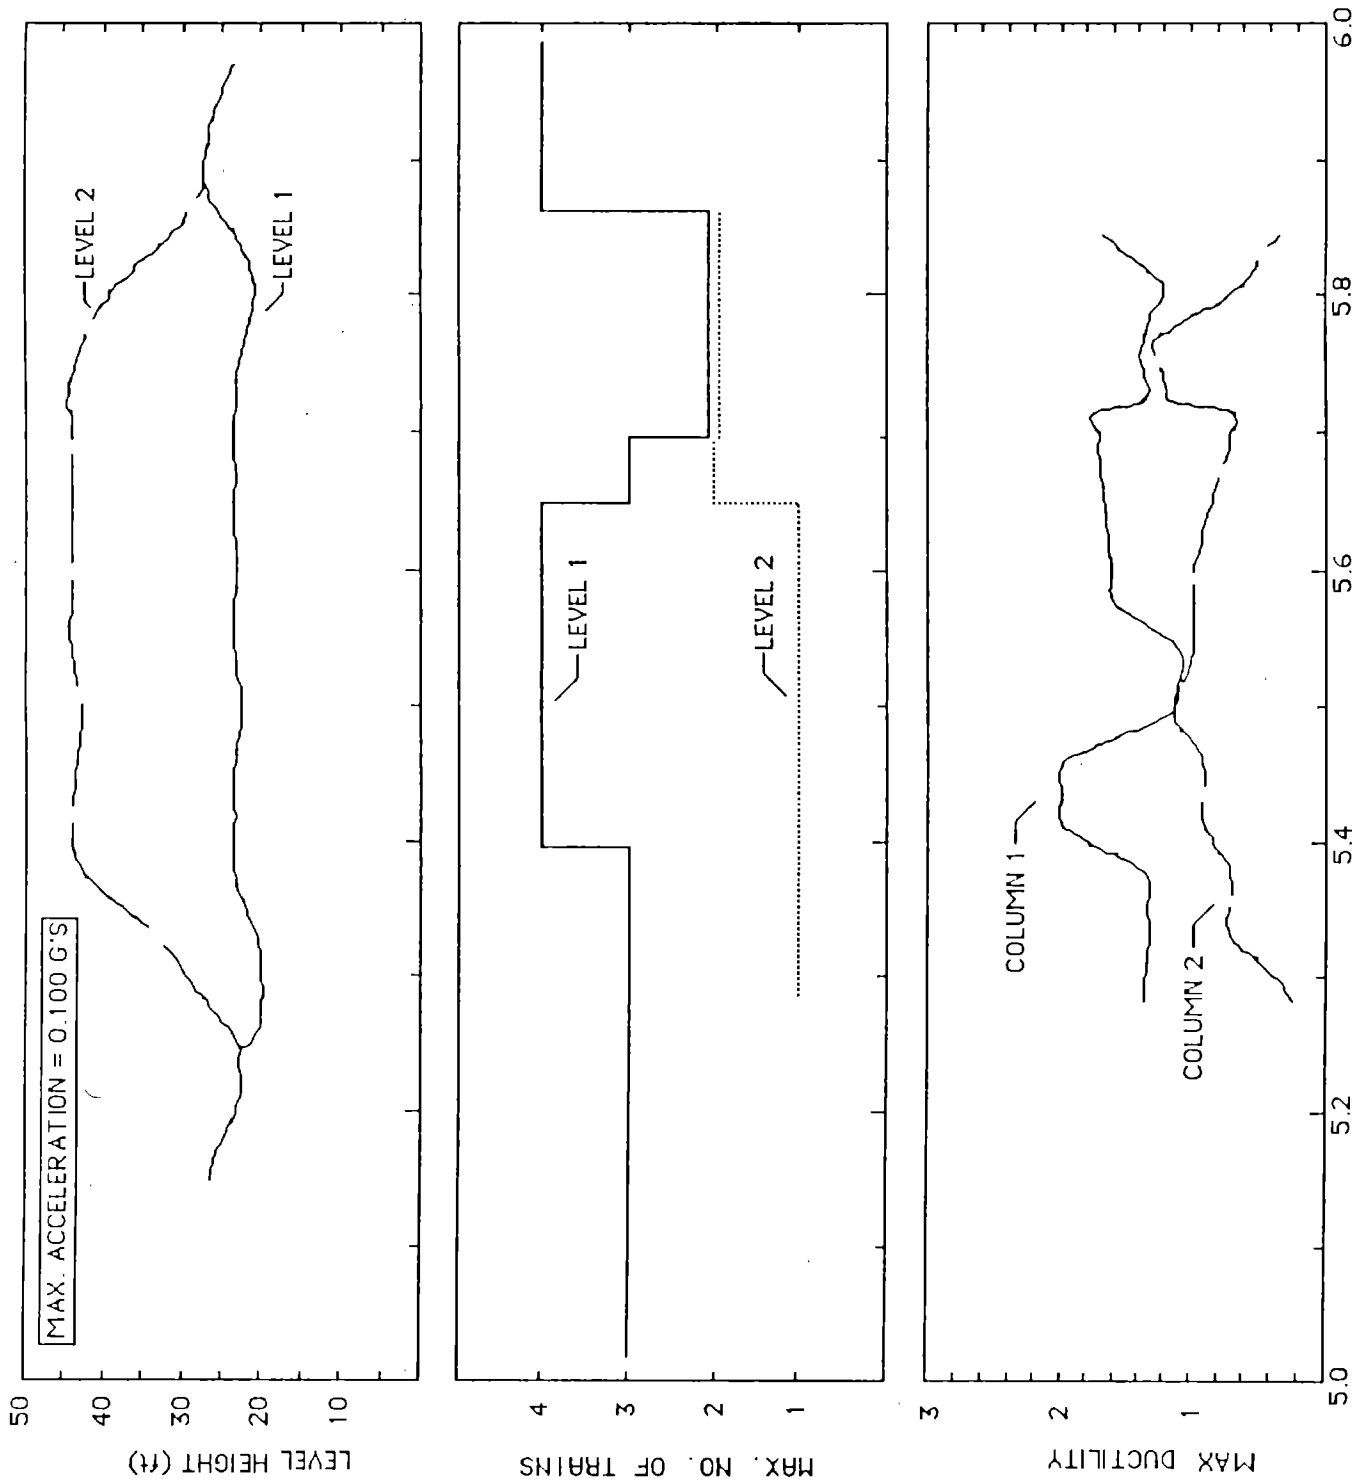 MAX. ACCELERATION = 0.100 G'S
LEVEL 2
LEVEL 1
50
40
30
20
10
LEVEL HEIGHT (ft)
LEVEL 1
LEVEL 2
4
3
2
1
MAX. NO. OF TRAINS
COLUMN 1
COLUMN 2
3
2
1
MAX DUCTILITY
5.0
5.2
5.4
5.6
5.8
6.0